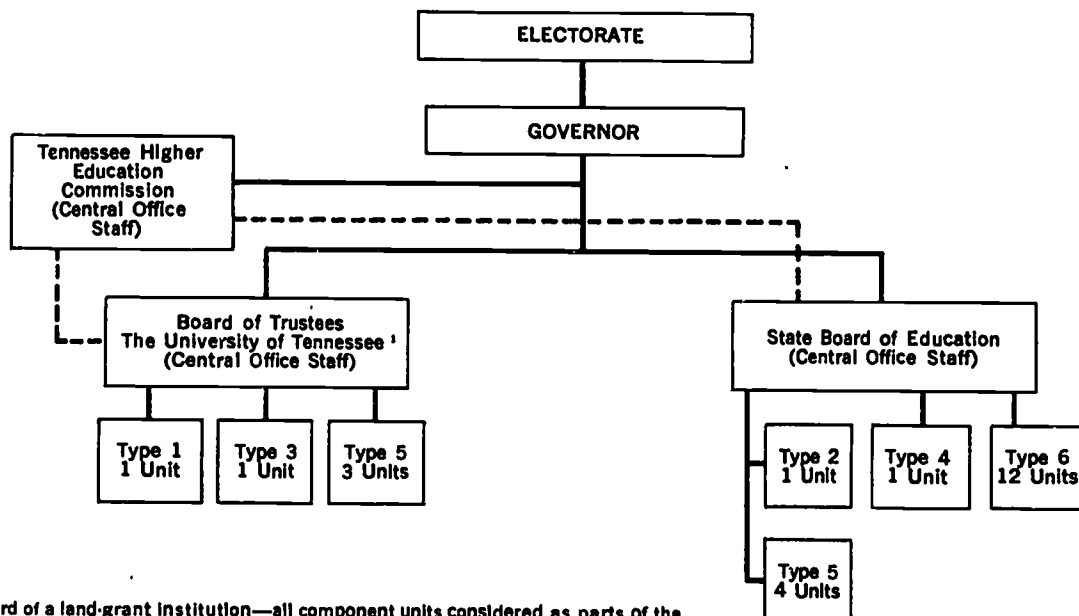 ELECTORATE
GOVERNOR
Tennessee Higher
Education
Commission
(Central Office
Staff)
Board of Trustees
The University of Tennessee ¹
(Central Office Staff)
State Board of Education
(Central Office Staff)
Type 1
1 Unit
Type 3
1 Unit
Type 5
3 Units
Type 2
1 Unit
Type 4
1 Unit
Type 6
12 Units
Type 5
4 Units
of a land-grant institution—all component units considered as parts of the